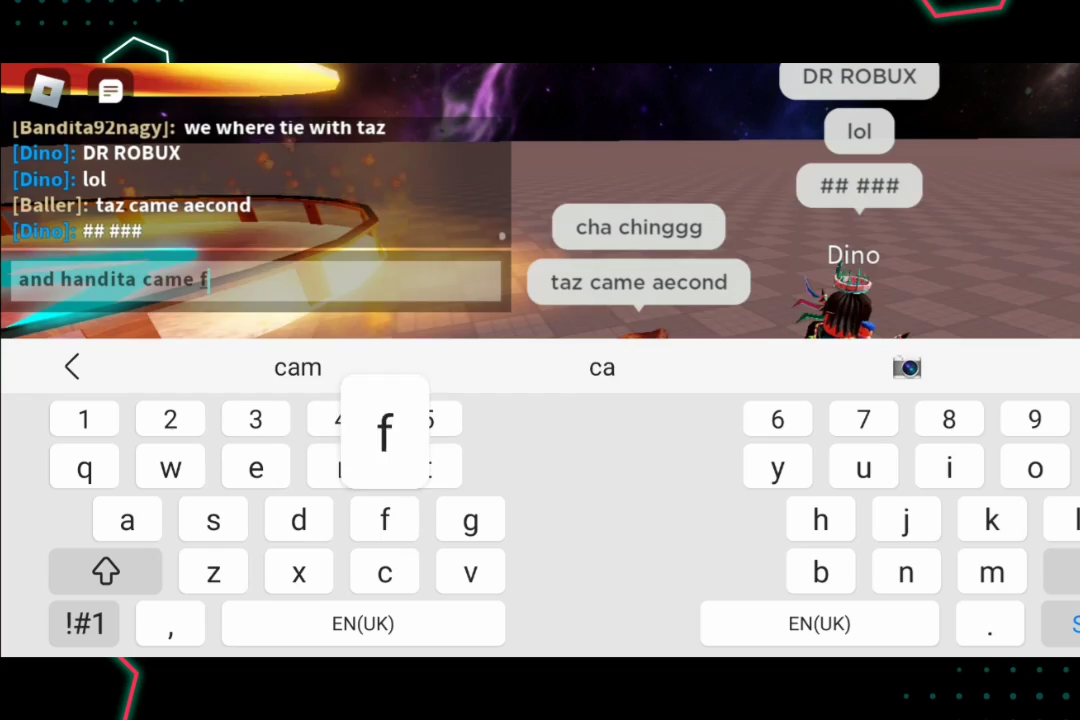 [Bandita92nagy]: we where tie with taz
[Dino]: DR ROBUX
[Dino]: lol
[Baller]: taz came aecond
[Dino]: ## ###
and handita came f
DR ROBUX
lol
## ###
cha chinggg
taz came aecond
Dino
cam ca
f
1 2 3 4 5 6 7 8 9
q w e y u i o
a s d f g h j k l
z x c v b n m
!#1 , EN(UK) EN(UK) . S